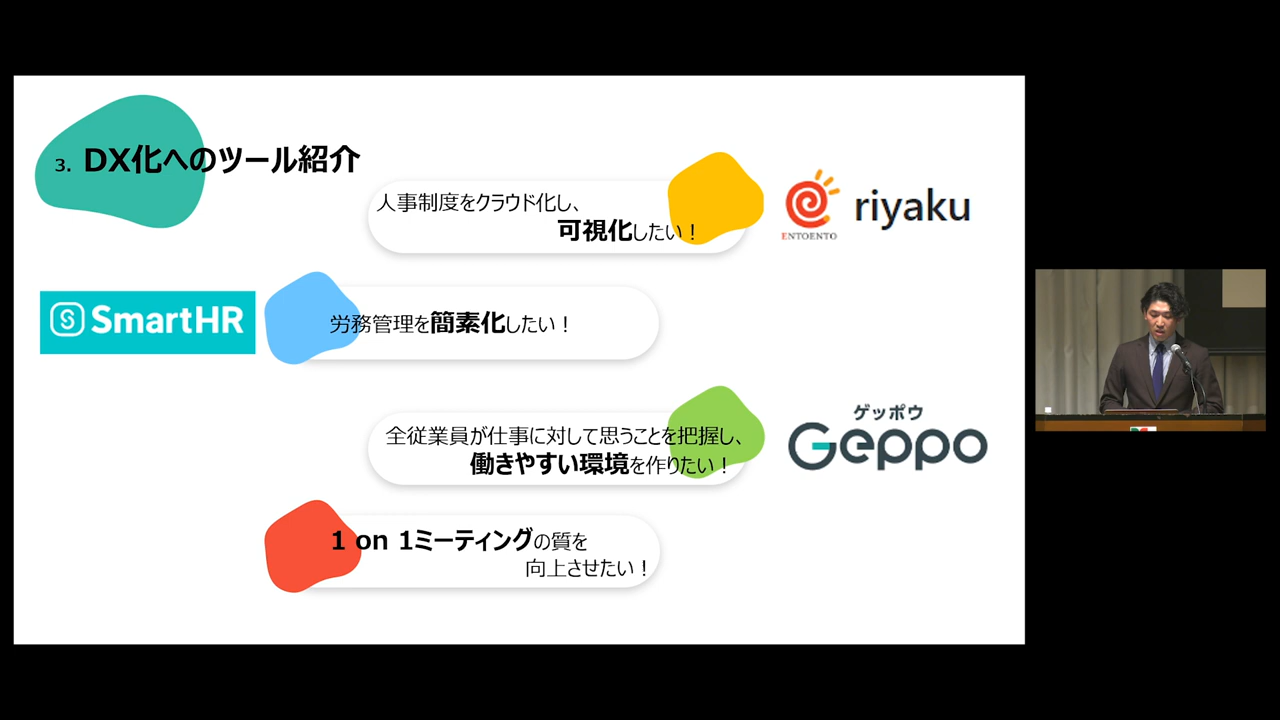 3. DX化へのツール紹介
人事制度をクラウド化し、
可視化したい！
ENTOENTO
riyaku
SmartHR
労務管理を簡素化したい！
全従業員が仕事に対して思うことを把握し、
働きやすい環境を作りたい！
ゲッポウ
Geppo
1 on 1ミーティングの質を
向上させたい！